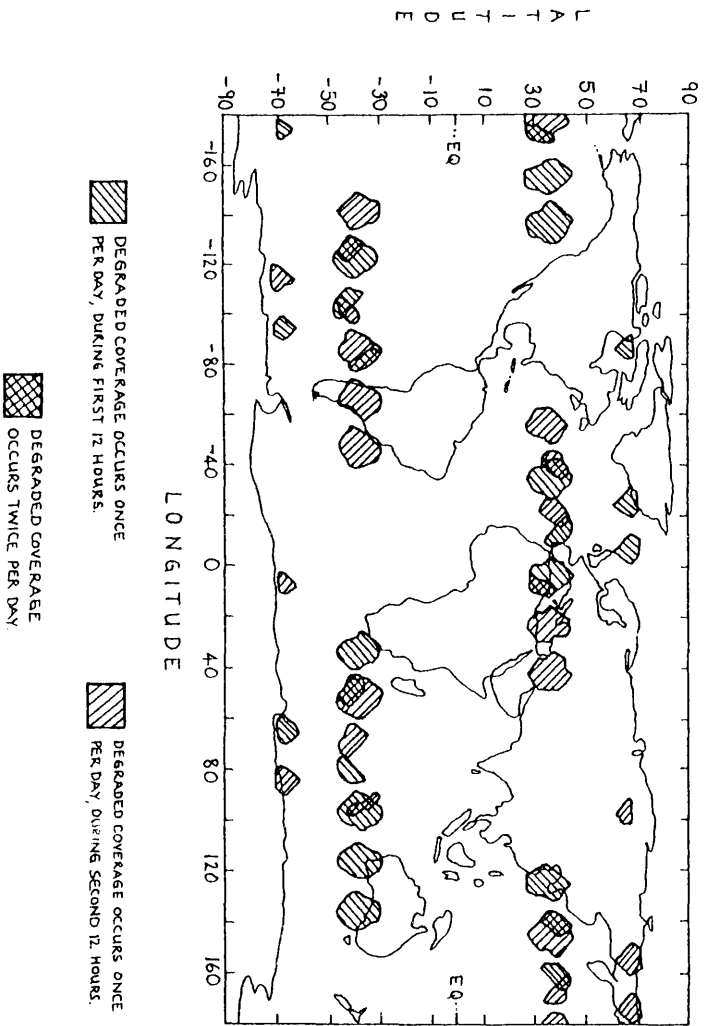 LATITUDE
90
70
50
30
10
-10
-30
-50
-70
-90
EQ
EQ
-160
-120
-80
-40
0
40
80
120
160
LONGITUDE
DEGRADED COVERAGE OCCURS ONCE
PER DAY, DURING FIRST 12 HOURS.
DEGRADED COVERAGE OCCURS ONCE
PER DAY, DURING SECOND 12 HOURS.
DEGRADED COVERAGE
OCCURS TWICE PER DAY.